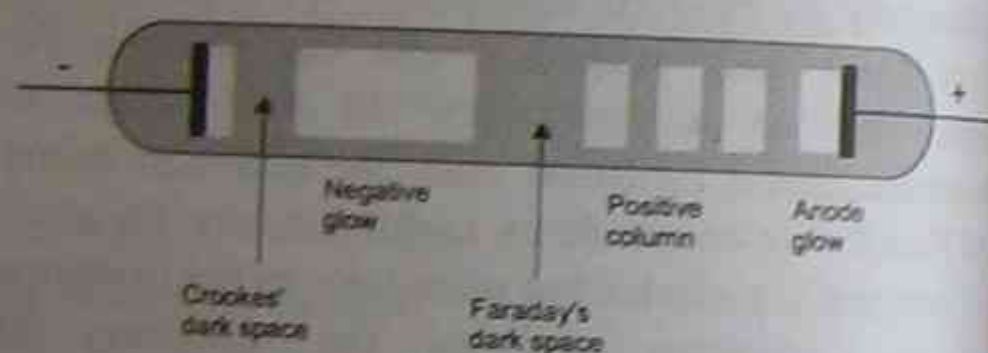 -
+
Negative
glow
Positive
column
Anode
glow
Crookes'
dark space
Faraday's
dark space